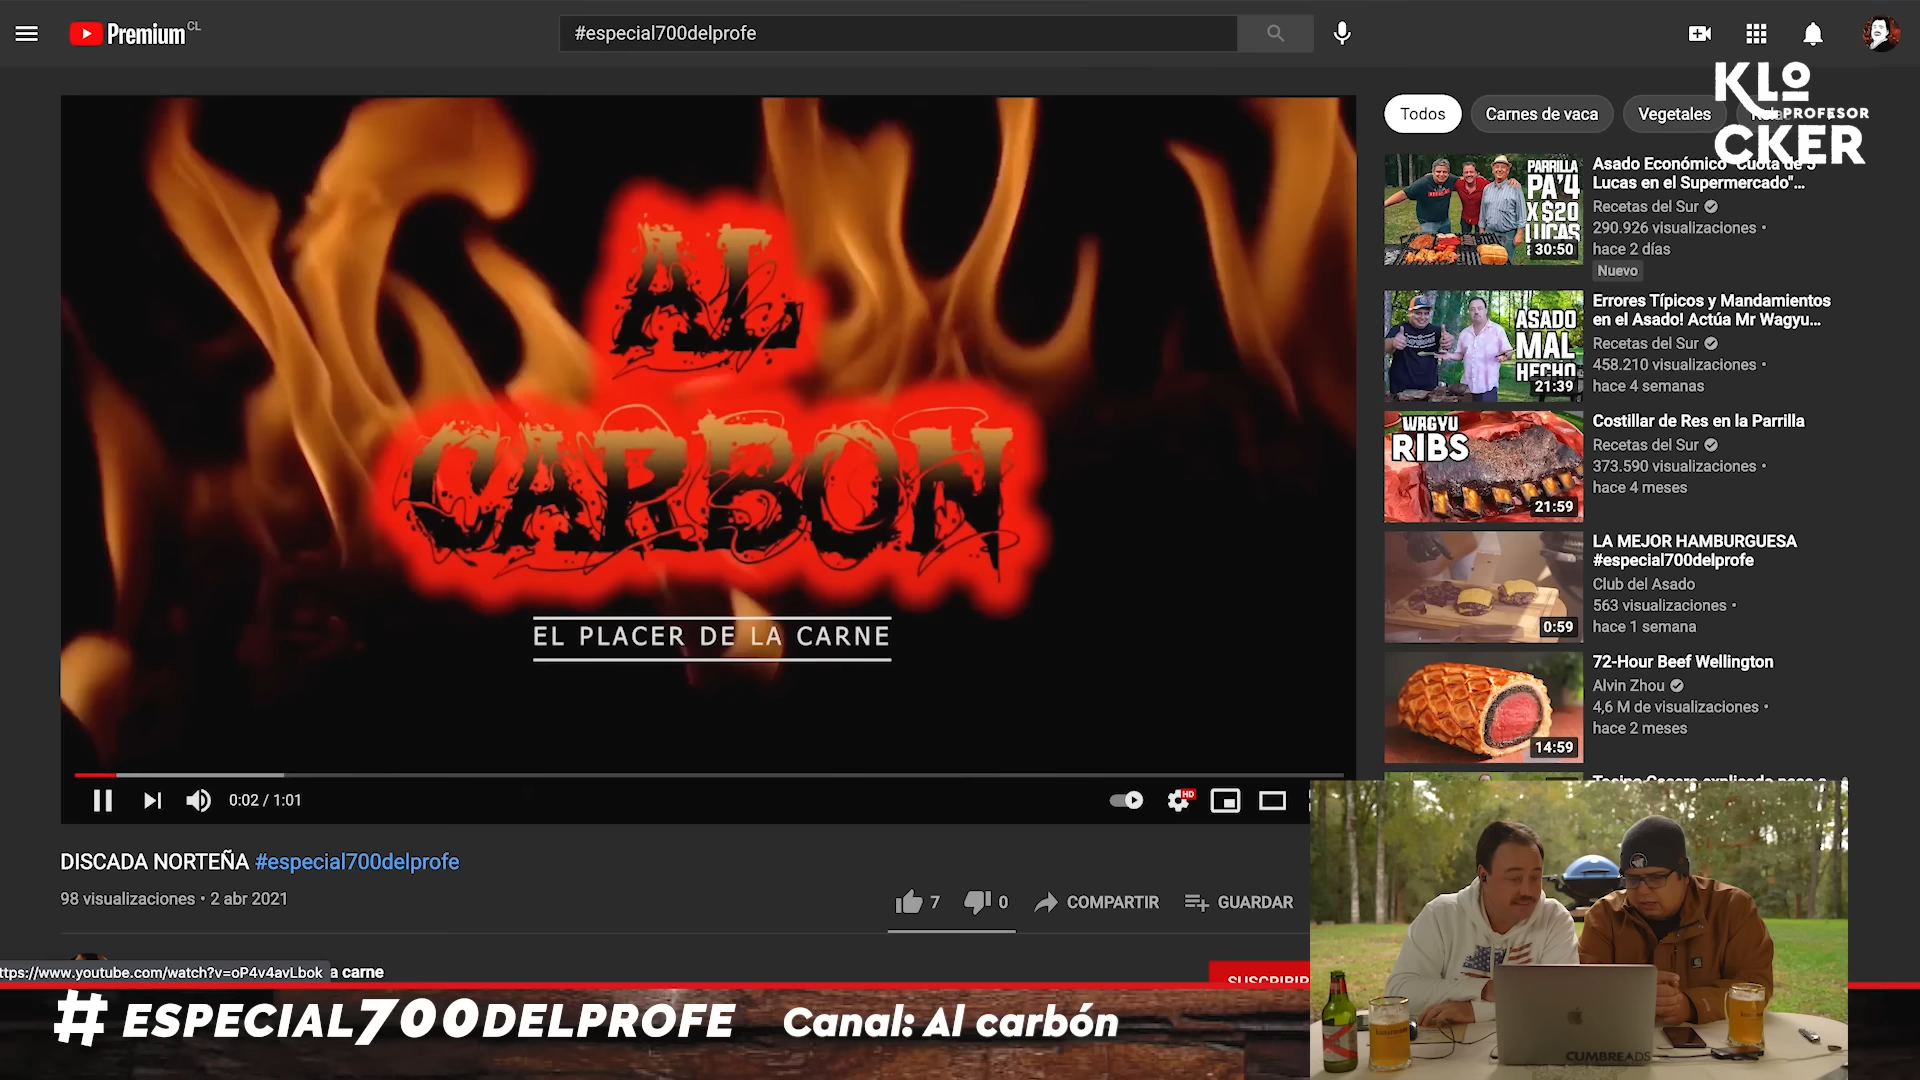 Premium CL
#especial700delprofe
KLO
PROFESOR
CKER
Todos
Carnes de vaca
Vegetales
AL
CARBON
EL PLACER DE LA CARNE
0:02 / 1:01
HD
DISCADA NORTEÑA #especial700delprofe
98 visualizaciones • 2 abr 2021
7
0
COMPARTIR
GUARDAR
https://www.youtube.com/watch?v=oP4v4avLbok
a carne
SUSCRIBIR
PARRILLA
PA'4
X $20
LUCAS
30:50
Asado Económico "Cuota de 5
Lucas en el Supermercado"...
Recetas del Sur
290.926 visualizaciones •
hace 2 días
Nuevo
ASADO
MAL
HECHO
21:39
Errores Típicos y Mandamientos
en el Asado! Actúa Mr Wagyu...
Recetas del Sur
458.210 visualizaciones •
hace 4 semanas
WAGYU
RIBS
21:59
Costillar de Res en la Parrilla
Recetas del Sur
373.590 visualizaciones •
hace 4 meses
0:59
LA MEJOR HAMBURGUESA
#especial700delprofe
Club del Asado
563 visualizaciones •
hace 1 semana
14:59
72-Hour Beef Wellington
Alvin Zhou
4,6 M de visualizaciones •
hace 2 meses
CUMBREADS
#ESPECIAL700DELPROFE
Canal: Al carbón